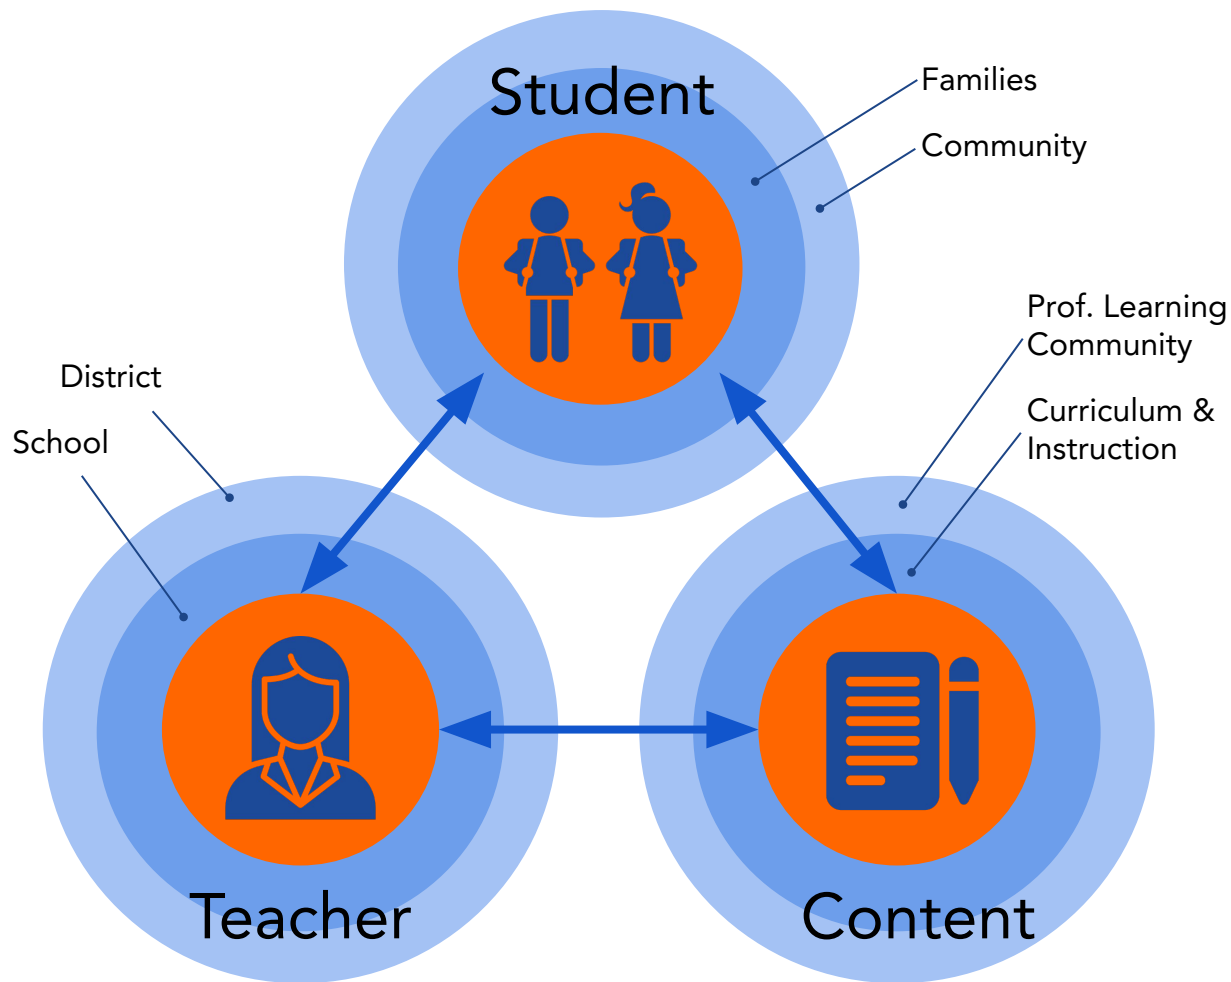 Student
Families
Community
Prof. Learning
Community
District
Curriculum &
School
Instruction
Teacher
Content